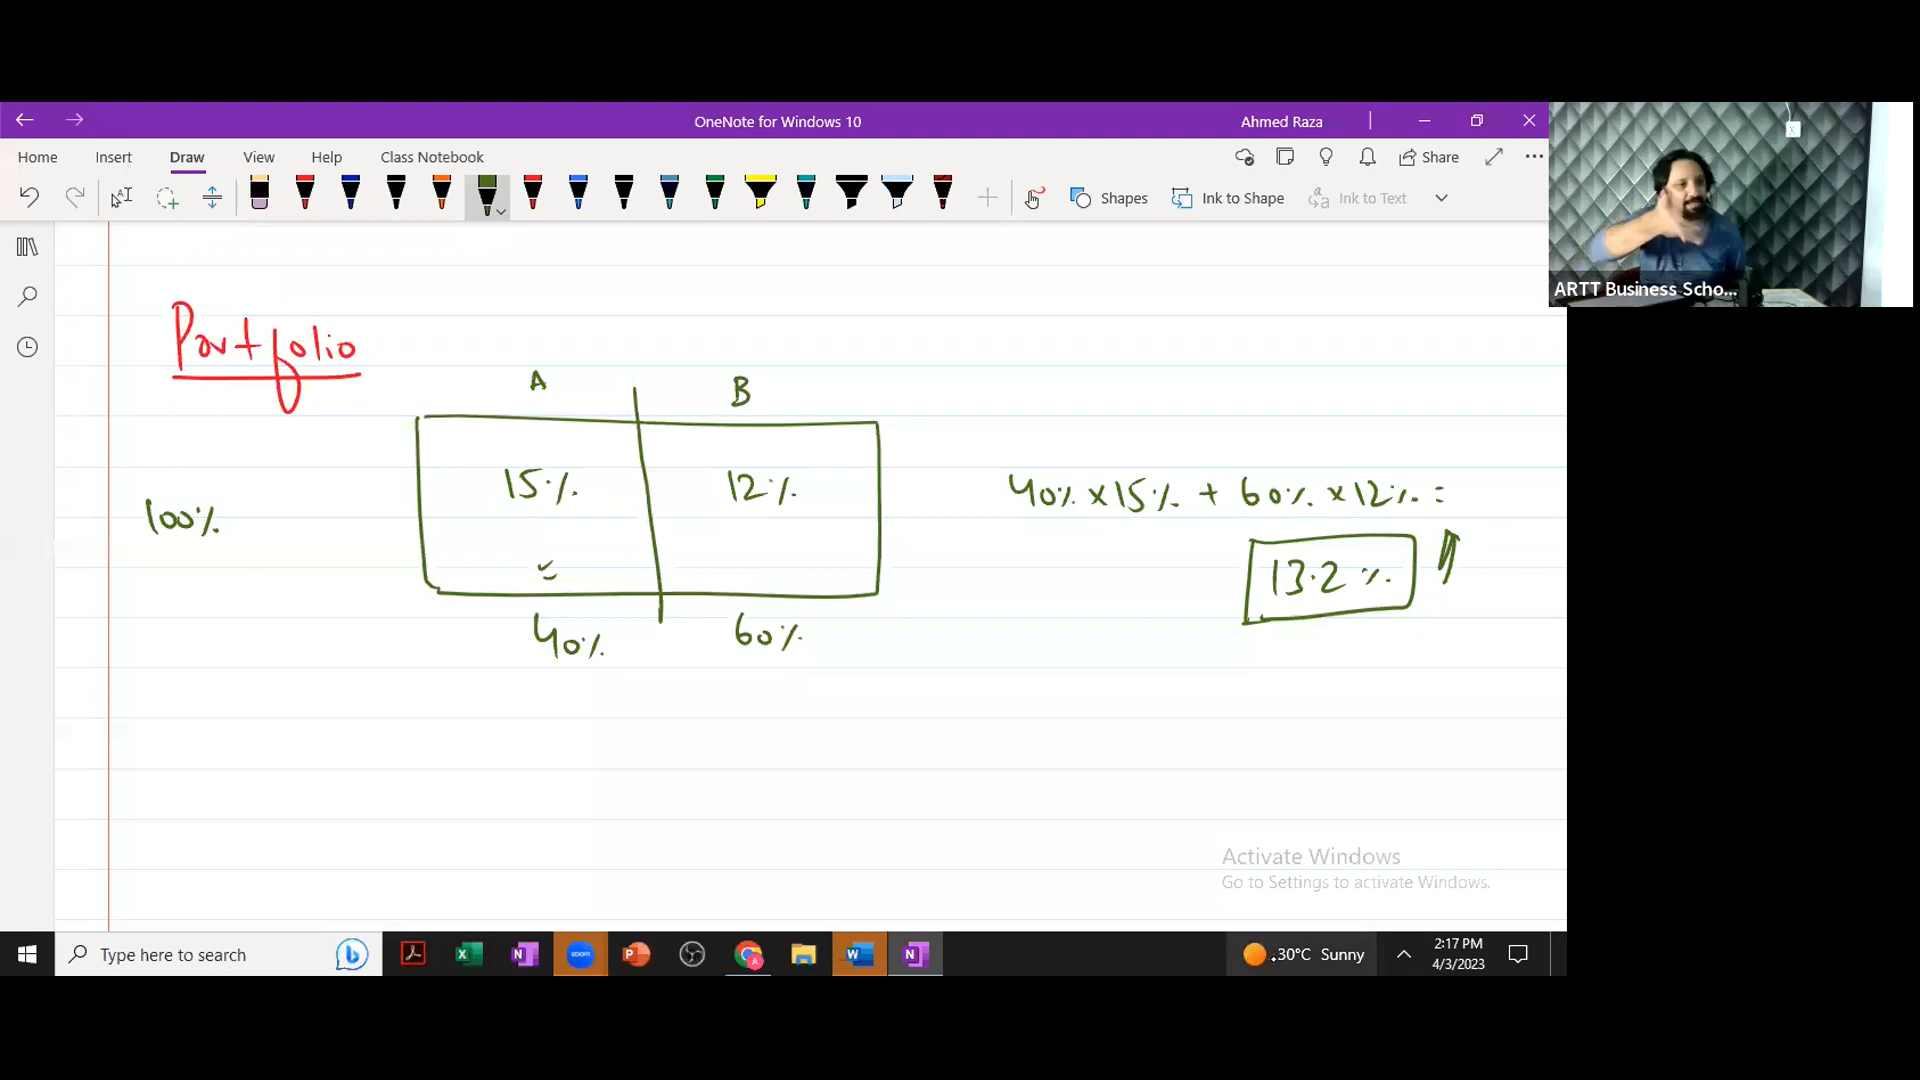 OneNote for Windows 10
Ahmed Raza
Home Insert Draw View Help Class Notebook
Share
Shapes Ink to Shape Ink to Text
ARTT Business Scho...
Portfolio
A B
15% 12%
100%
40% 60%
40% × 15% + 60% × 12% =
13.2%
Activate Windows
Go to Settings to activate Windows.
Type here to search
zoom
30°C Sunny
2:17 PM
4/3/2023